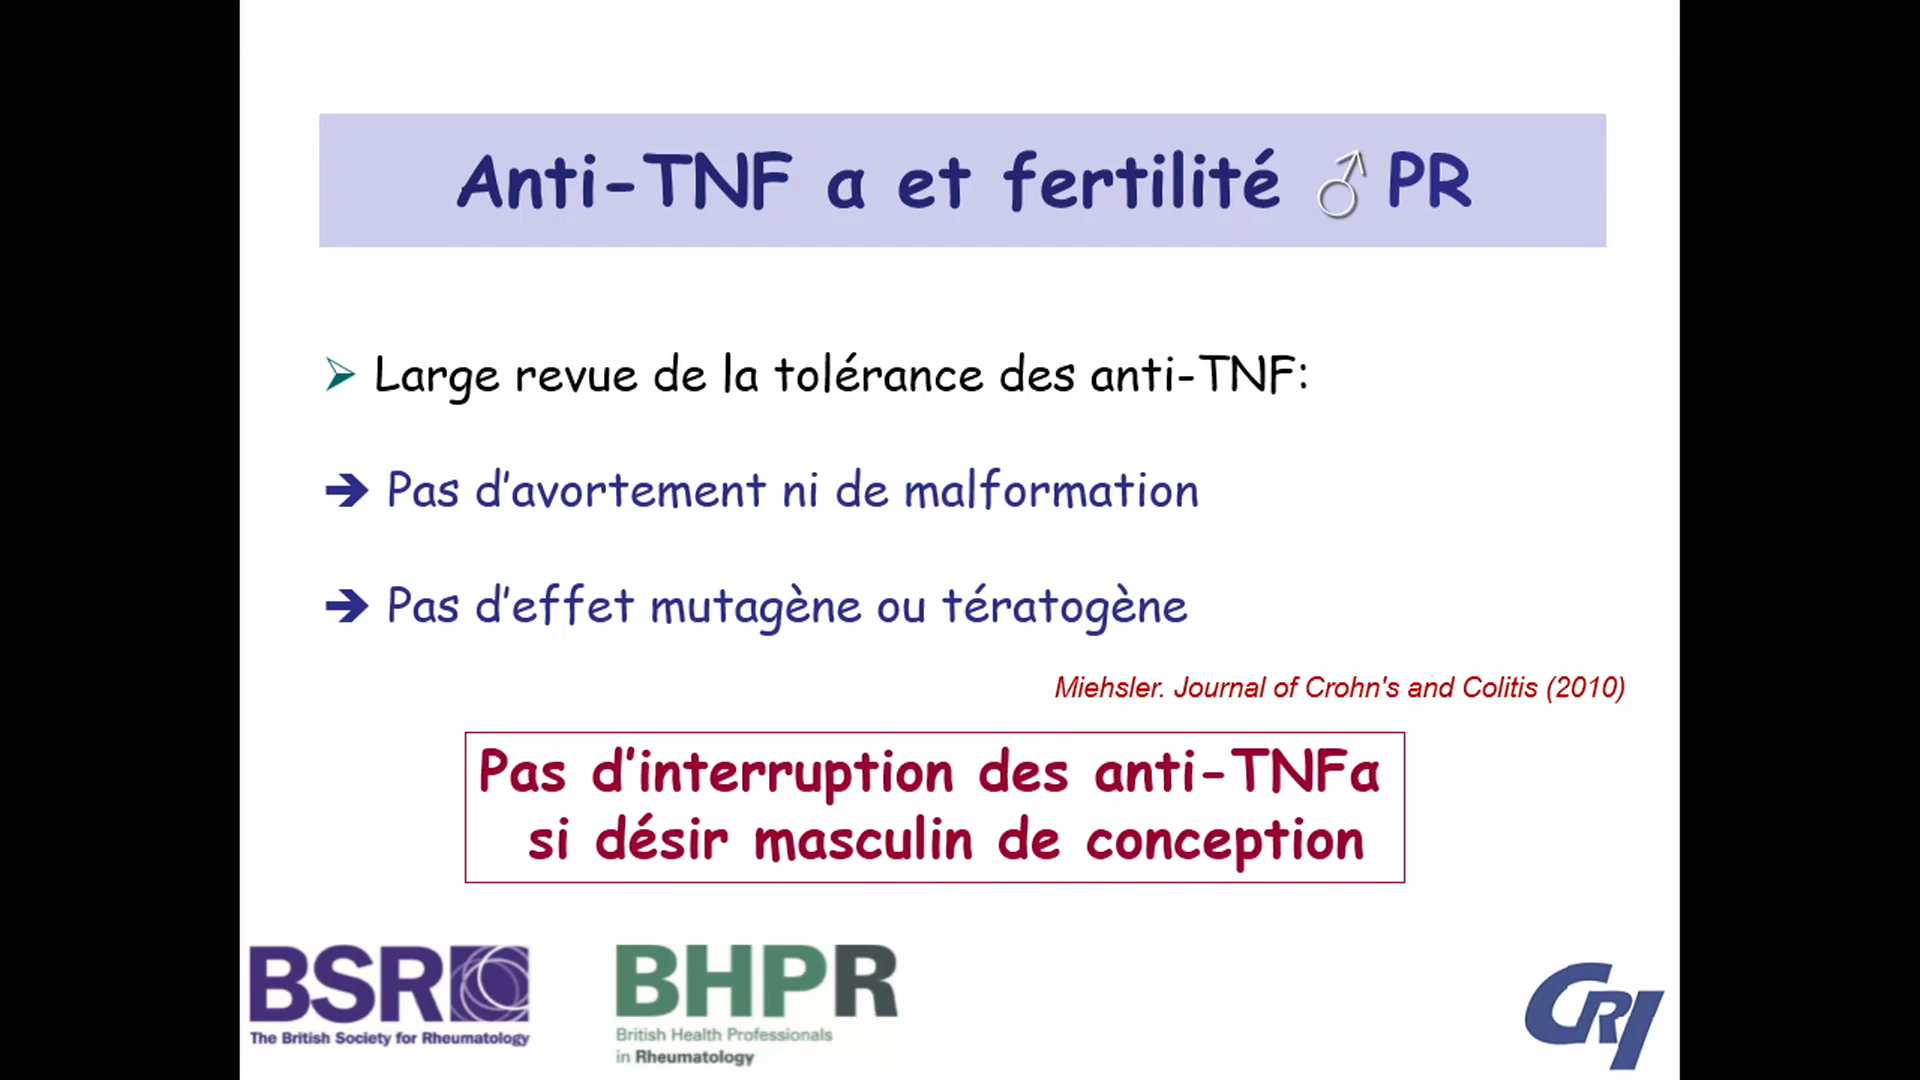 Anti-TNF α et fertilité ♂ PR
➢ Large revue de la tolérance des anti-TNF:
➔ Pas d’avortement ni de malformation
➔ Pas d’effet mutagène ou tératogène
Miehsler. Journal of Crohn's and Colitis (2010)
Pas d’interruption des anti-TNFα
si désir masculin de conception
BSR
The British Society for Rheumatology
BHPR
British Health Professionals
in Rheumatology
CRI